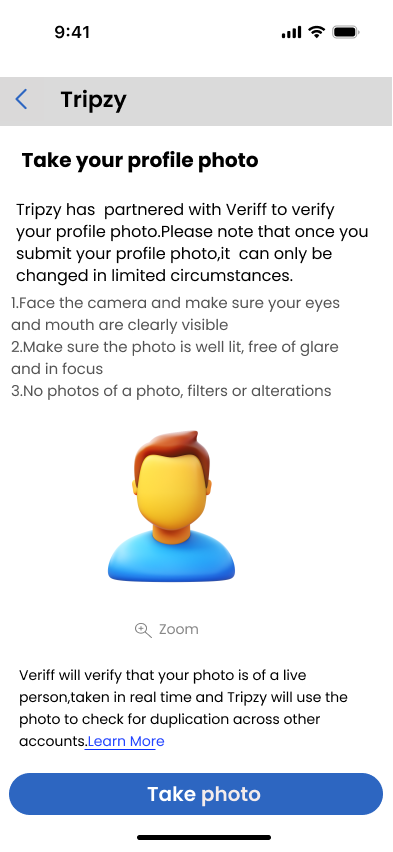 9:41
Tripzy
Take your profile photo
Tripzy has  partnered with Veriff to verify
your profile photo.Please note that once you
submit your profile photo,it  can only be
changed in limited circumstances.
1.Face the camera and make sure your eyes
and mouth are clearly visible
2.Make sure the photo is well lit, free of glare
and in focus
3.No photos of a photo, filters or alterations
Zoom
Veriff will verify that your photo is of a live
person,taken in real time and Tripzy will use the
photo to check for duplication across other
accounts.Learn More
Take photo